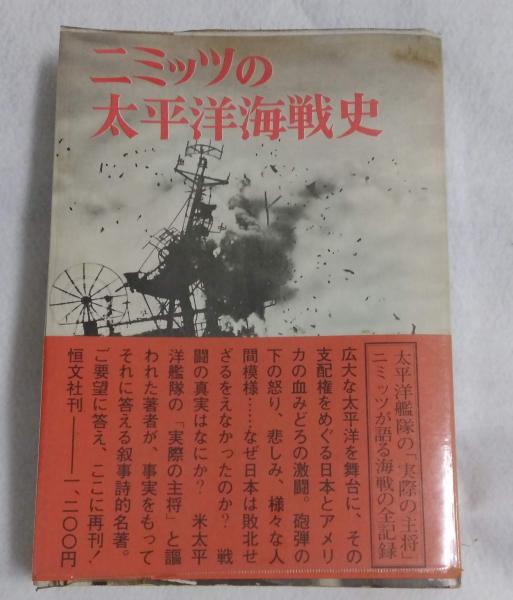 ニミッツの
太平洋海戦史
太平洋艦隊の「実際の主将」
ニミッツが語る海戦の全記録
広大な太平洋を舞台に、その
支配権をめぐる日本とアメリ
カの血みどろの激闘。砲弾の
下の怒り、悲しみ、様々な人
間模様……なぜ日本は敗北せ
ざるをえなかったのか？　戦
闘の真実はなにか？　米太平
洋艦隊の「実際の主将」と謳
われた著者が、事実をもって
それに答える叙事詩的名著。
ご要望に答え、ここに再刊！
恒文社刊――一、二〇〇円